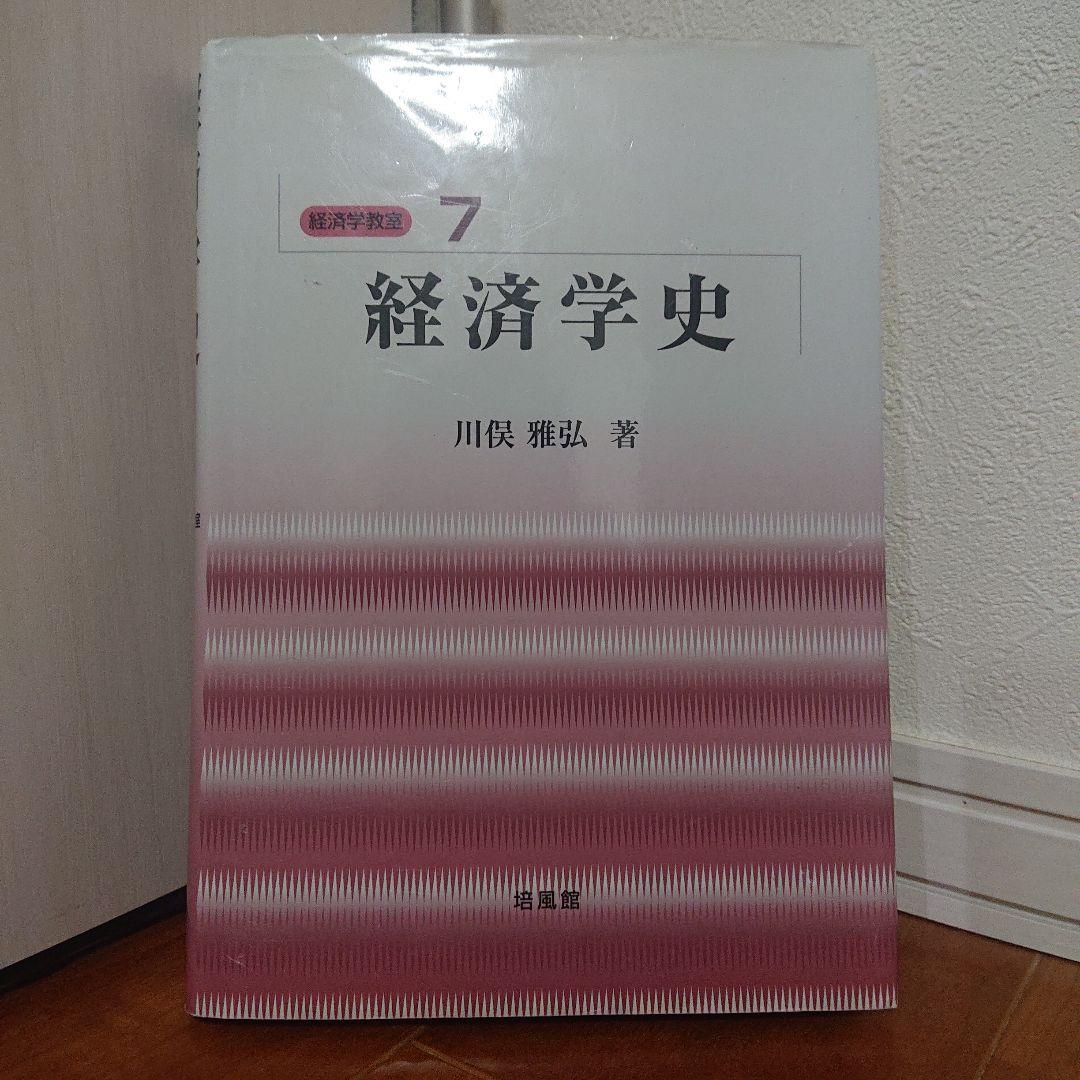 経済学教室 7
経済学史
川俣 雅弘 著
培風館